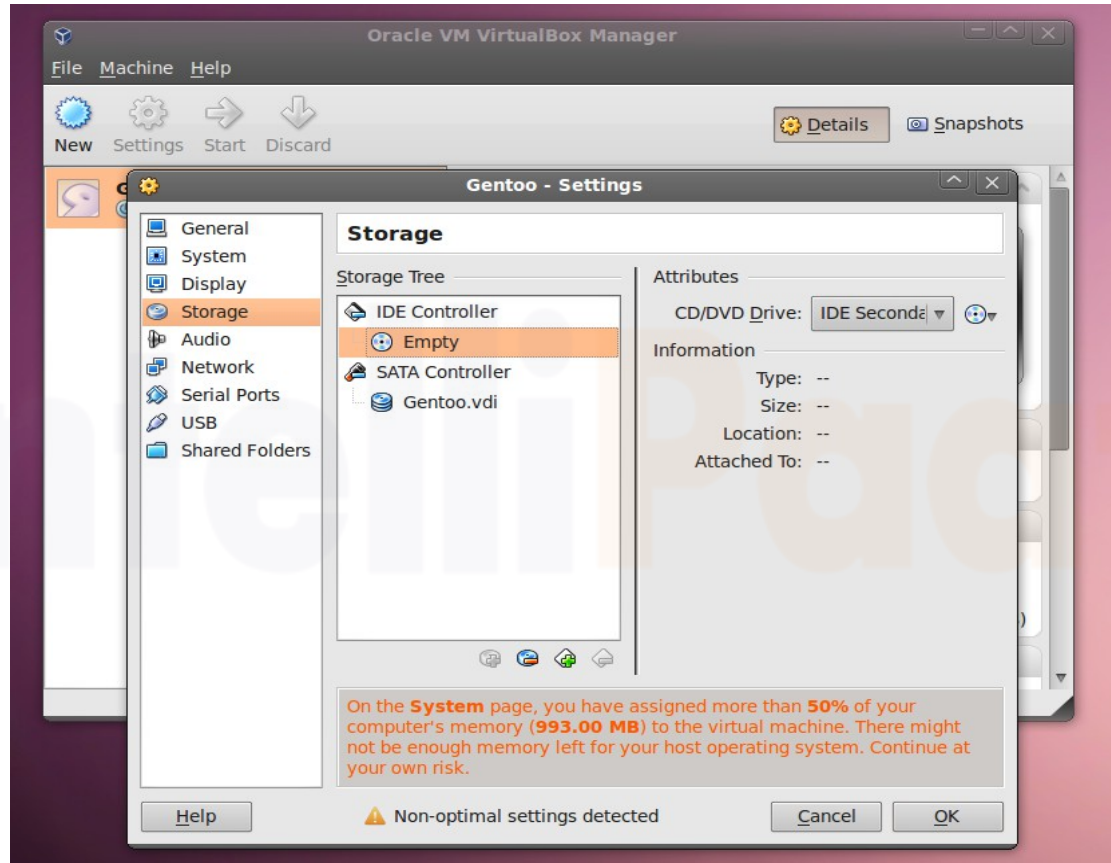 Oracle VM VirtualBox Manager
File Machine Help
New Settings Start Discard
Details Snapshots
Gentoo - Settings
General
System
Display
Storage
Audio
Network
Serial Ports
USB
Shared Folders
Storage
Storage Tree
IDE Controller
Empty
SATA Controller
Gentoo.vdi
Attributes
CD/DVD Drive: IDE Seconda
Information
Type: --
Size: --
Location: --
Attached To: --
On the System page, you have assigned more than 50% of your
computer's memory (993.00 MB) to the virtual machine. There might
not be enough memory left for your host operating system. Continue at
your own risk.
Help
Non-optimal settings detected
Cancel OK